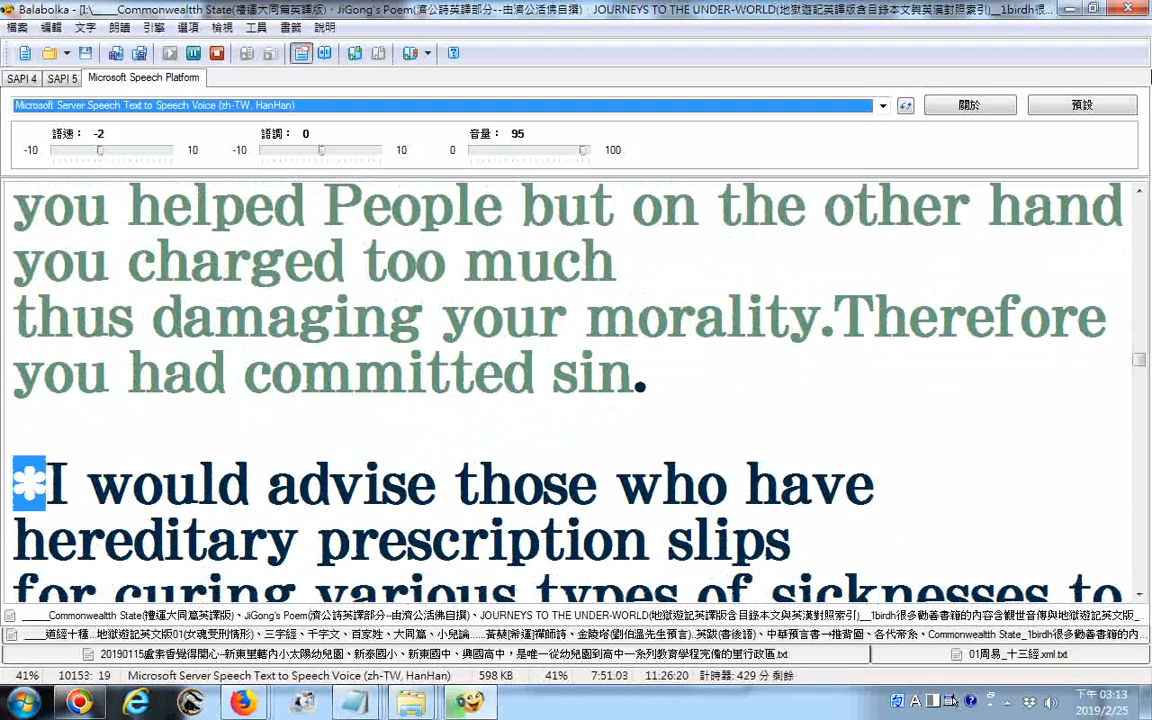 Balabolka - [I:\_____Commonwealth State(禮運大同篇英譯版)、JiGong's Poem(濟公詩英譯部分--由濟公活佛自撰)、JOURNEYS TO THE UNDER-WORLD(地獄遊記英譯版含目錄本文與英漢對照索引)__1birdh很...
檔案 編輯 文字 朗讀 引擎 選項 檢視 工具 書籤 說明
SAPI 4 SAPI 5 Microsoft Speech Platform
Microsoft Server Speech Text to Speech Voice (zh-TW, HanHan)
關於 預設
語速： -2 語調： 0 音量： 95
-10 10 -10 10 0 100
you helped People but on the other hand
you charged too much
thus damaging your morality.Therefore
you had committed sin.
*I would advise those who have
hereditary prescription slips
for curing various types of sicknesses to
_____Commonwealth State(禮運大同篇英譯版)、JiGong's Poem(濟公詩英譯部分--由濟公活佛自撰)、JOURNEYS TO THE UNDER-WORLD(地獄遊記英譯版含目錄本文與英漢對照索引)__1birdh很多勸善書籍的內容含觀世音傳與地獄遊記英文版_
20190115盧素香覺得開心--新東里轄內小太陽幼兒園、新泰國小、新東國中、興國高中，是唯一從幼兒園到高中一系列教育學程完備的里行政區.txt
01周易_十三經.xml.txt
41% 10153: 19 Microsoft Server Speech Text to Speech Voice (zh-TW, HanHan) 598 KB 41% 7:51.03 11:26:20 計時器: 429 分 剩餘
下午 03:13
2019/2/25